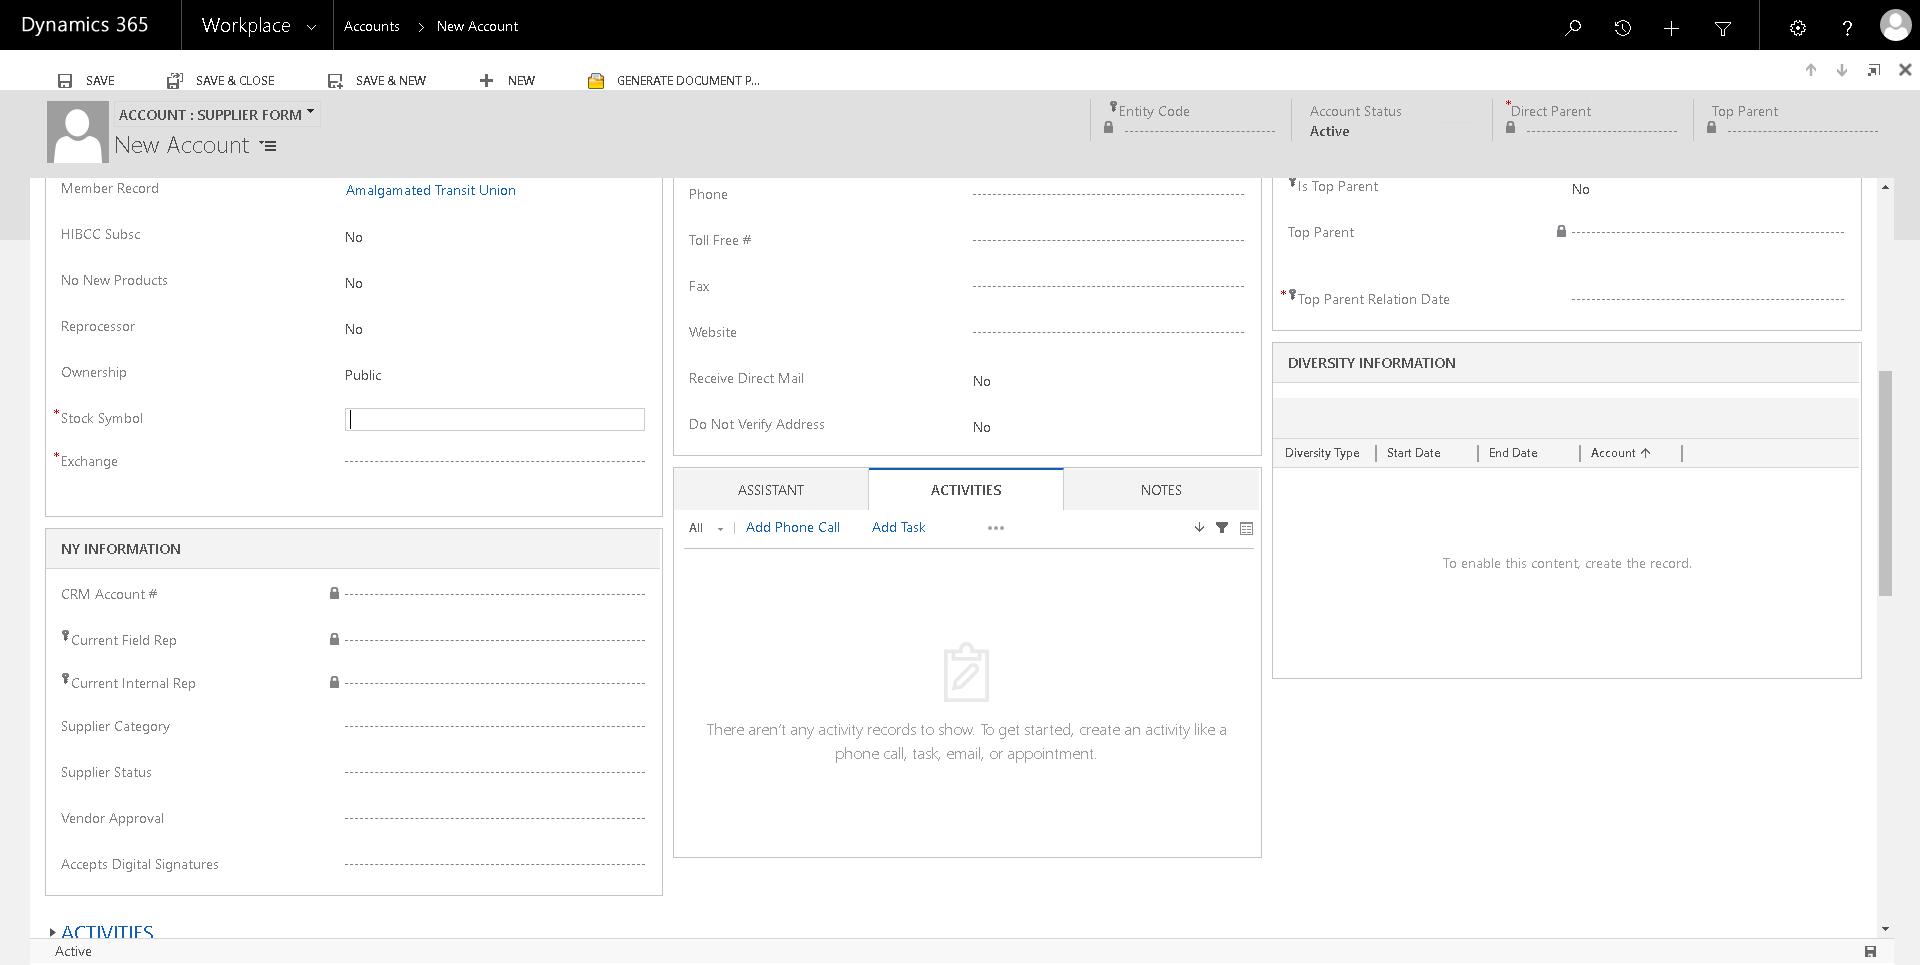 Dynamics 365
Workplace
Accounts > New Account
?
SAVE
SAVE & CLOSE
SAVE & NEW
NEW
GENERATE DOCUMENT P...
ACCOUNT : SUPPLIER FORM
New Account
Entity Code
Account Status
Active
*Direct Parent
Top Parent
Member Record
Amalgamated Transit Union
HIBCC Subsc
No
No New Products
No
Reprocessor
No
Ownership
Public
*Stock Symbol
*Exchange
NY INFORMATION
CRM Account #
Current Field Rep
Current Internal Rep
Supplier Category
Supplier Status
Vendor Approval
Accepts Digital Signatures
Phone
Toll Free #
Fax
Website
Receive Direct Mail
No
Do Not Verify Address
No
ASSISTANT
ACTIVITIES
NOTES
All
Add Phone Call
Add Task
There aren't any activity records to show. To get started, create an activity like a
phone call, task, email, or appointment.
Is Top Parent
No
Top Parent
*Top Parent Relation Date
DIVERSITY INFORMATION
Diversity Type
Start Date
End Date
Account
To enable this content, create the record.
ACTIVITIES
Active